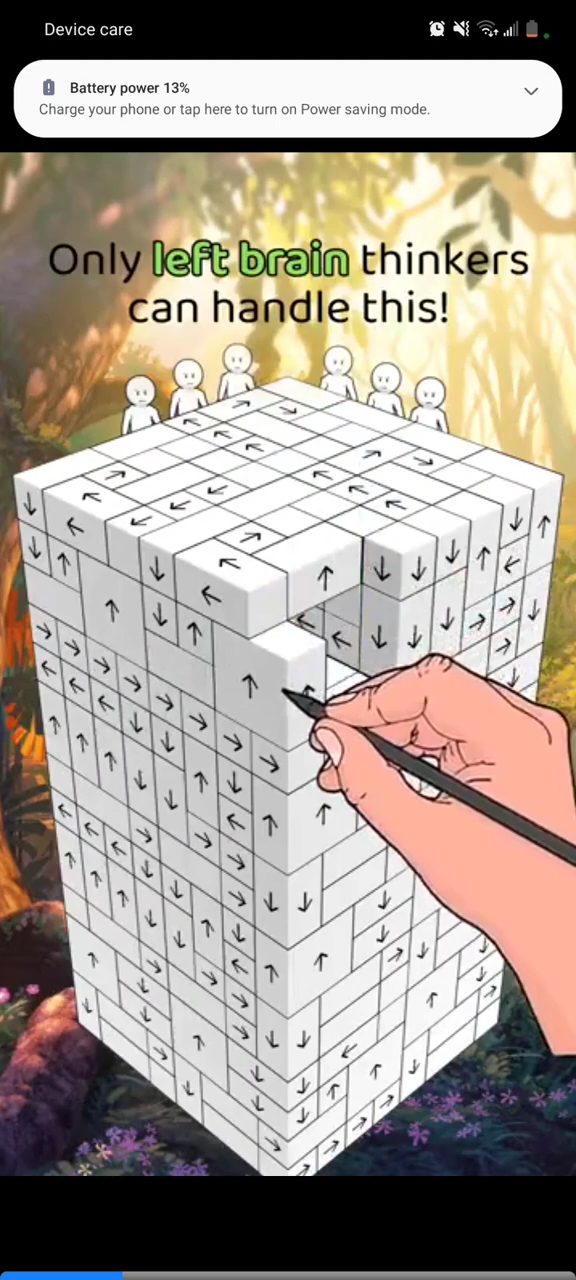 Device care
Battery power 13%
Charge your phone or tap here to turn on Power saving mode.
Only left brain thinkers
can handle this!